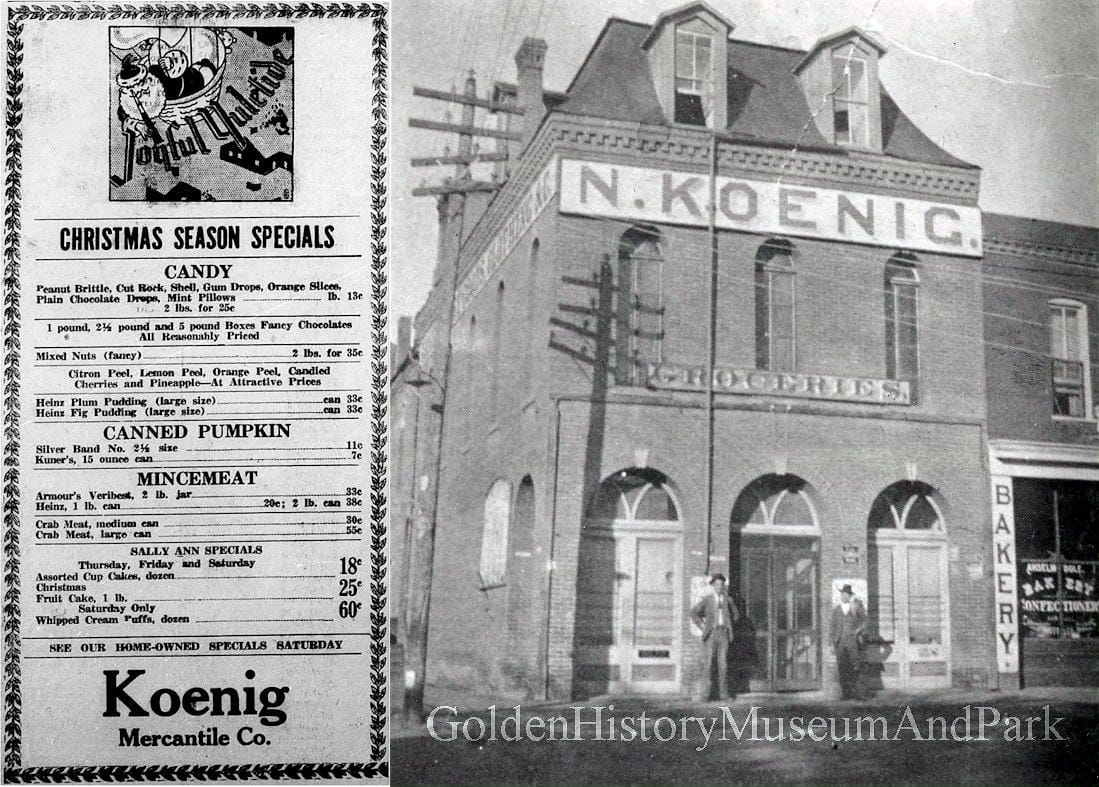 Joyful Yuletide
CHRISTMAS SEASON SPECIALS
CANDY
Peanut Brittle, Cut Rock, Shell, Gum Drops, Orange Slices,
Plain Chocolate Drops, Mint Pillows lb. 13c
2 lbs. for 25c
1 pound, 2½ pound and 5 pound Boxes Fancy Chocolates
All Reasonably Priced
Mixed Nuts (fancy) 2 lbs. for 35c
Citron Peel, Lemon Peel, Orange Peel, Candied
Cherries and Pineapple—At Attractive Prices
Heinz Plum Pudding (large size) can 33c
Heinz Fig Pudding (large size) can 33c
CANNED PUMPKIN
Silver Band No. 2½ size 11c
Kuner's, 15 ounce can 7c
MINCEMEAT
Armour's Veribest, 2 lb. jar 33c
Heinz, 1 lb. can 20c; 2 lb. can 38c
Crab Meat, medium can 30c
Crab Meat, large can 55c
SALLY ANN SPECIALS
Thursday, Friday and Saturday
Assorted Cup Cakes, dozen 18c
Christmas
Fruit Cake, 1 lb. 25c
Saturday Only
Whipped Cream Puffs, dozen 60c
SEE OUR HOME-OWNED SPECIALS SATURDAY
Koenig
Mercantile Co.
N. KOENIG.
GROCERIES.
BAKERY.
BAKERY
CONFECTIONERY
GoldenHistoryMuseumAndPark